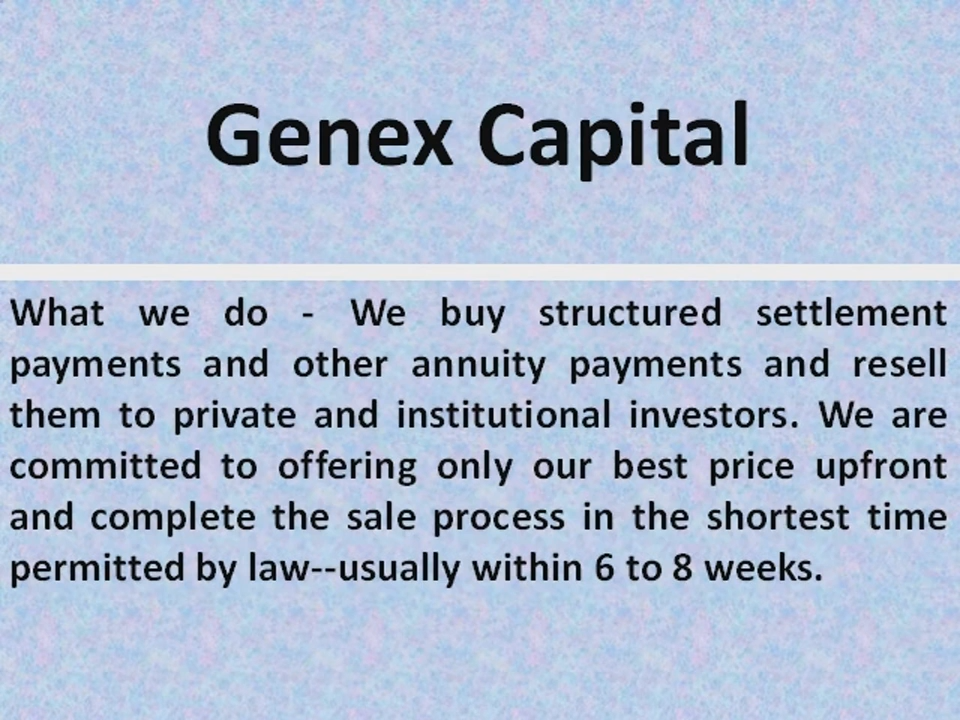 Genex Capital
What we do - We buy structured settlement
payments and other annuity payments and resell
them to private and institutional investors. We are
committed to offering only our best price upfront
and complete the sale process in the shortest time
permitted by law--usually within 6 to 8 weeks.